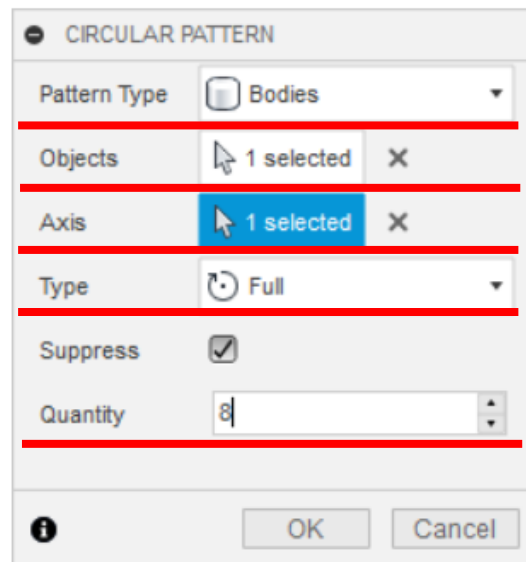 CIRCULAR PATTERN
Pattern Type Bodies
Objects 1 selected
Axis 1 selected
Type Full
Suppress
Quantity 8
OK Cancel